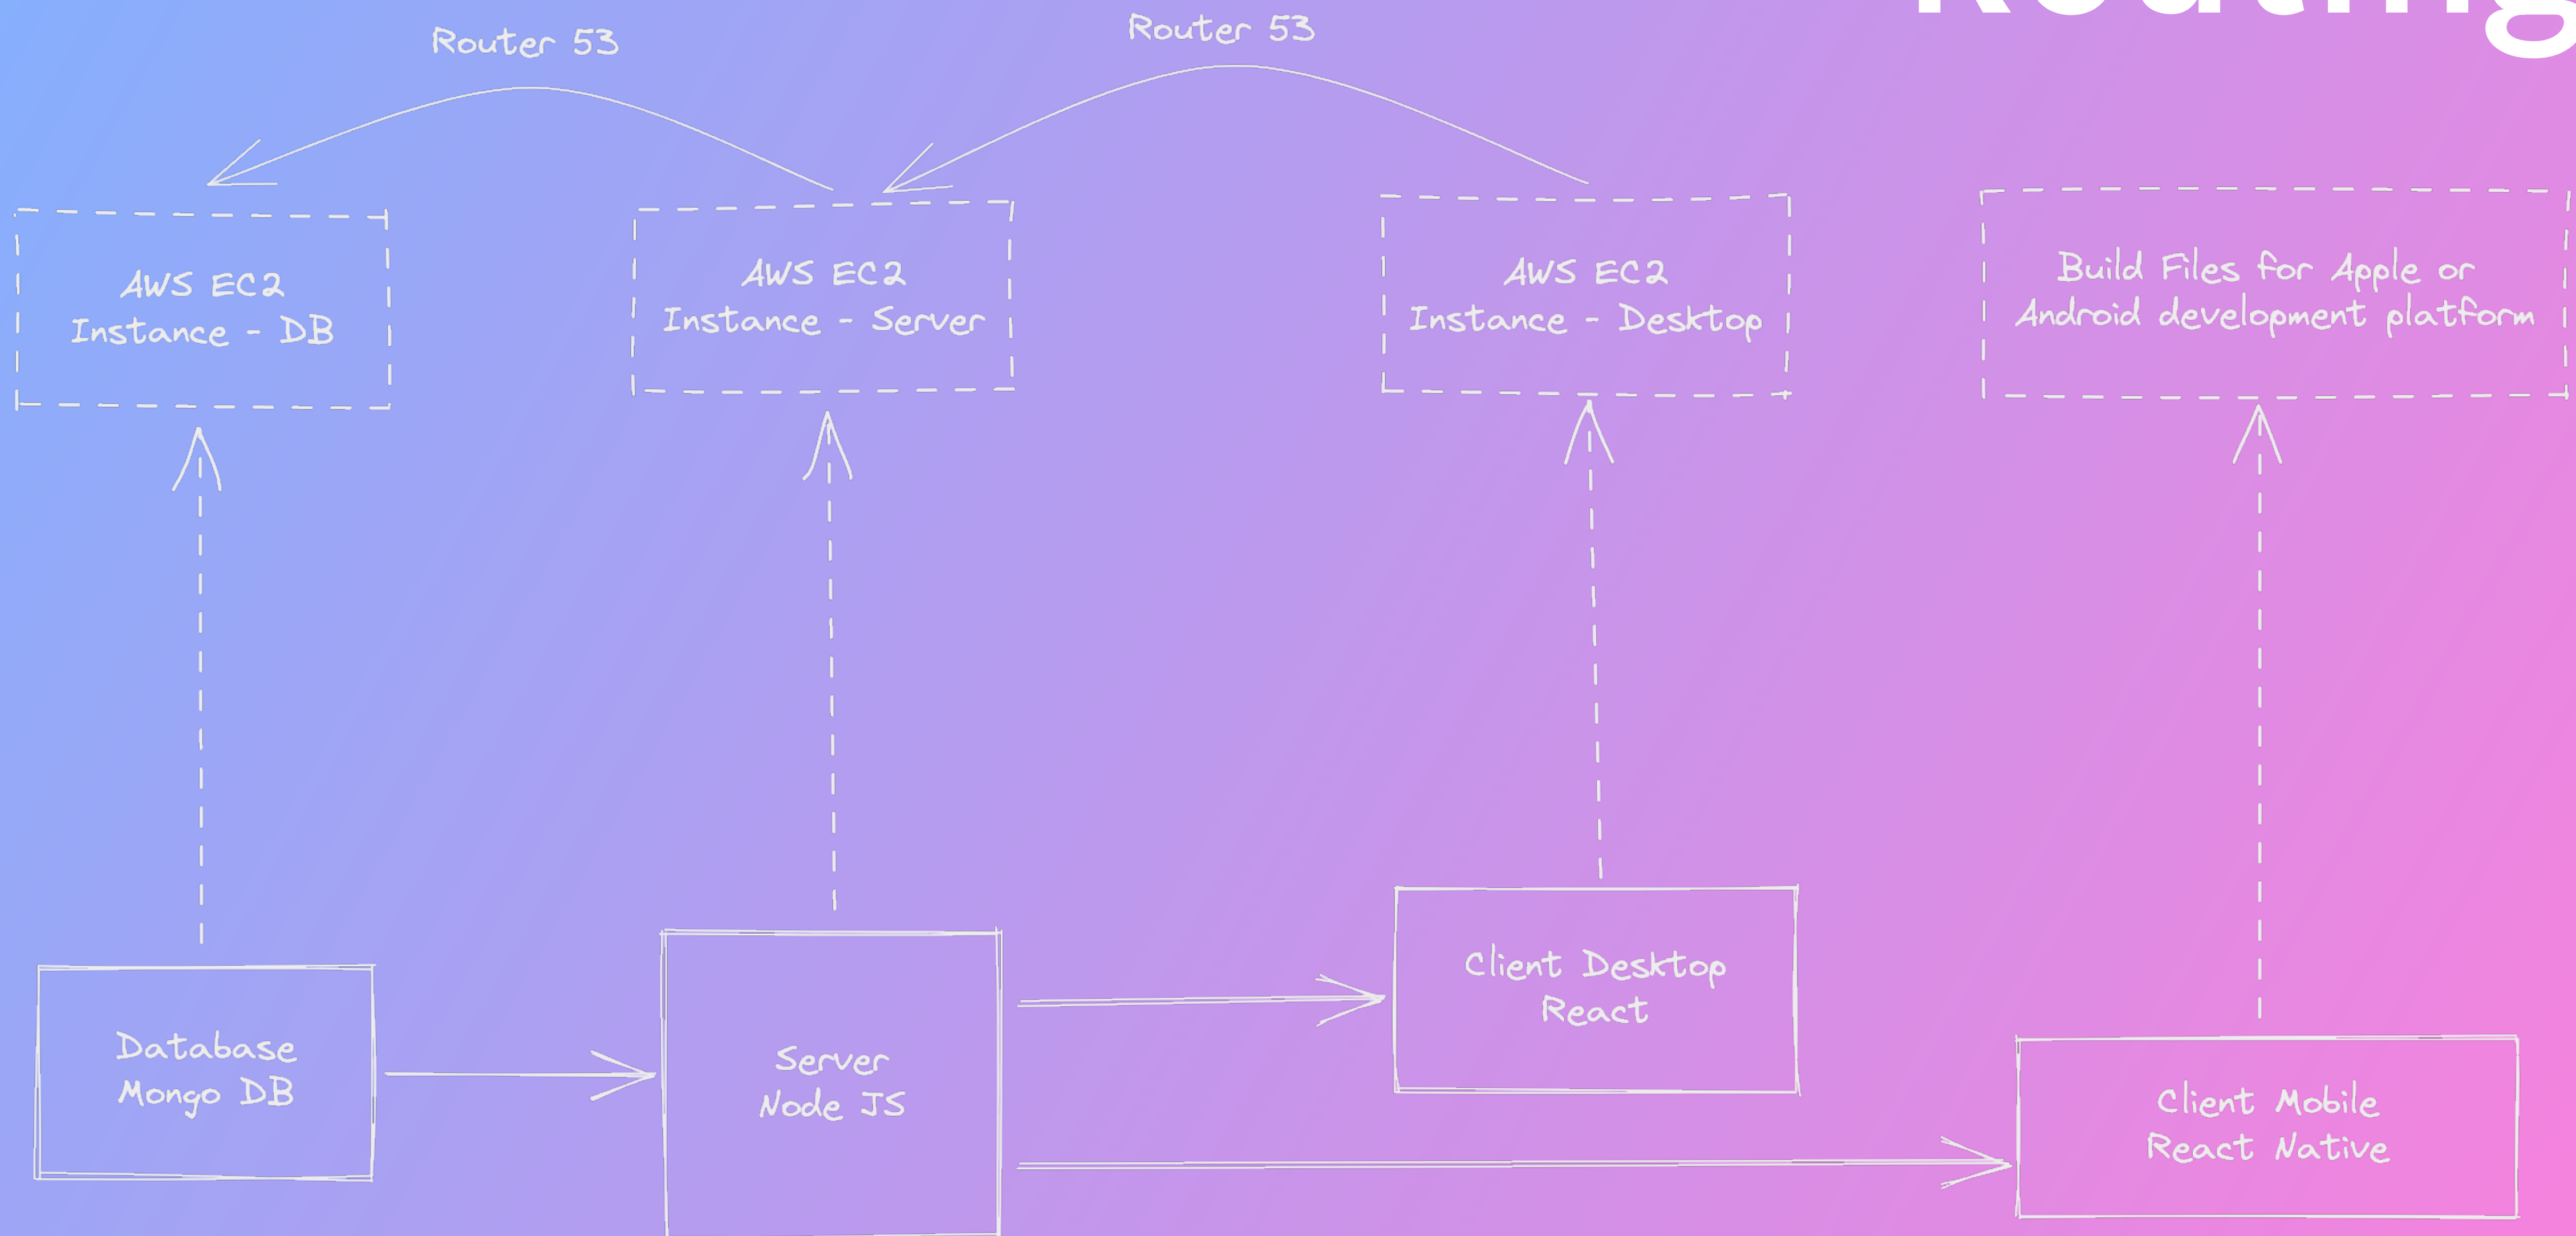 Routing
Router 53
Router 53
AWS EC2
Instance - DB
AWS EC2
Instance - Server
AWS EC2
Instance - Desktop
Build Files for Apple or
Android development platform
Database
Mongo DB
Server
Node JS
Client Desktop
React
Client Mobile
React Native